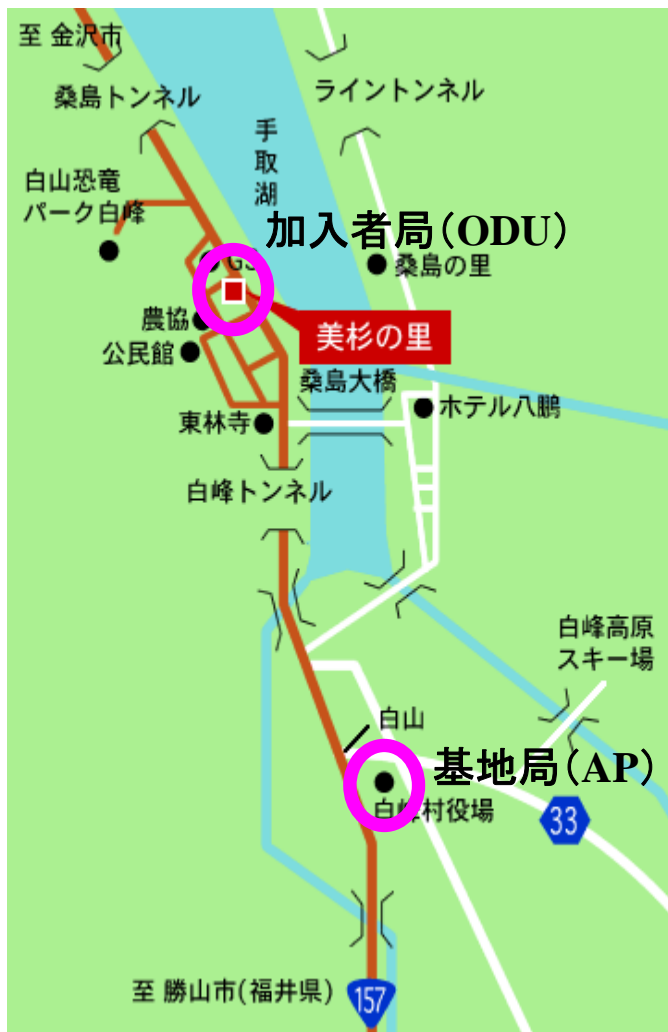 至 金沢市
桑島トンネル
ライントンネル
手取湖
白山恐竜
パーク白峰
加入者局(ODU)
GS
桑島の里
農協
美杉の里
公民館
桑島大橋
ホテル八鵬
東林寺
白峰トンネル
白峰高原
スキー場
白山
基地局(AP)
白峰村役場
33
至 勝山市(福井県)
157